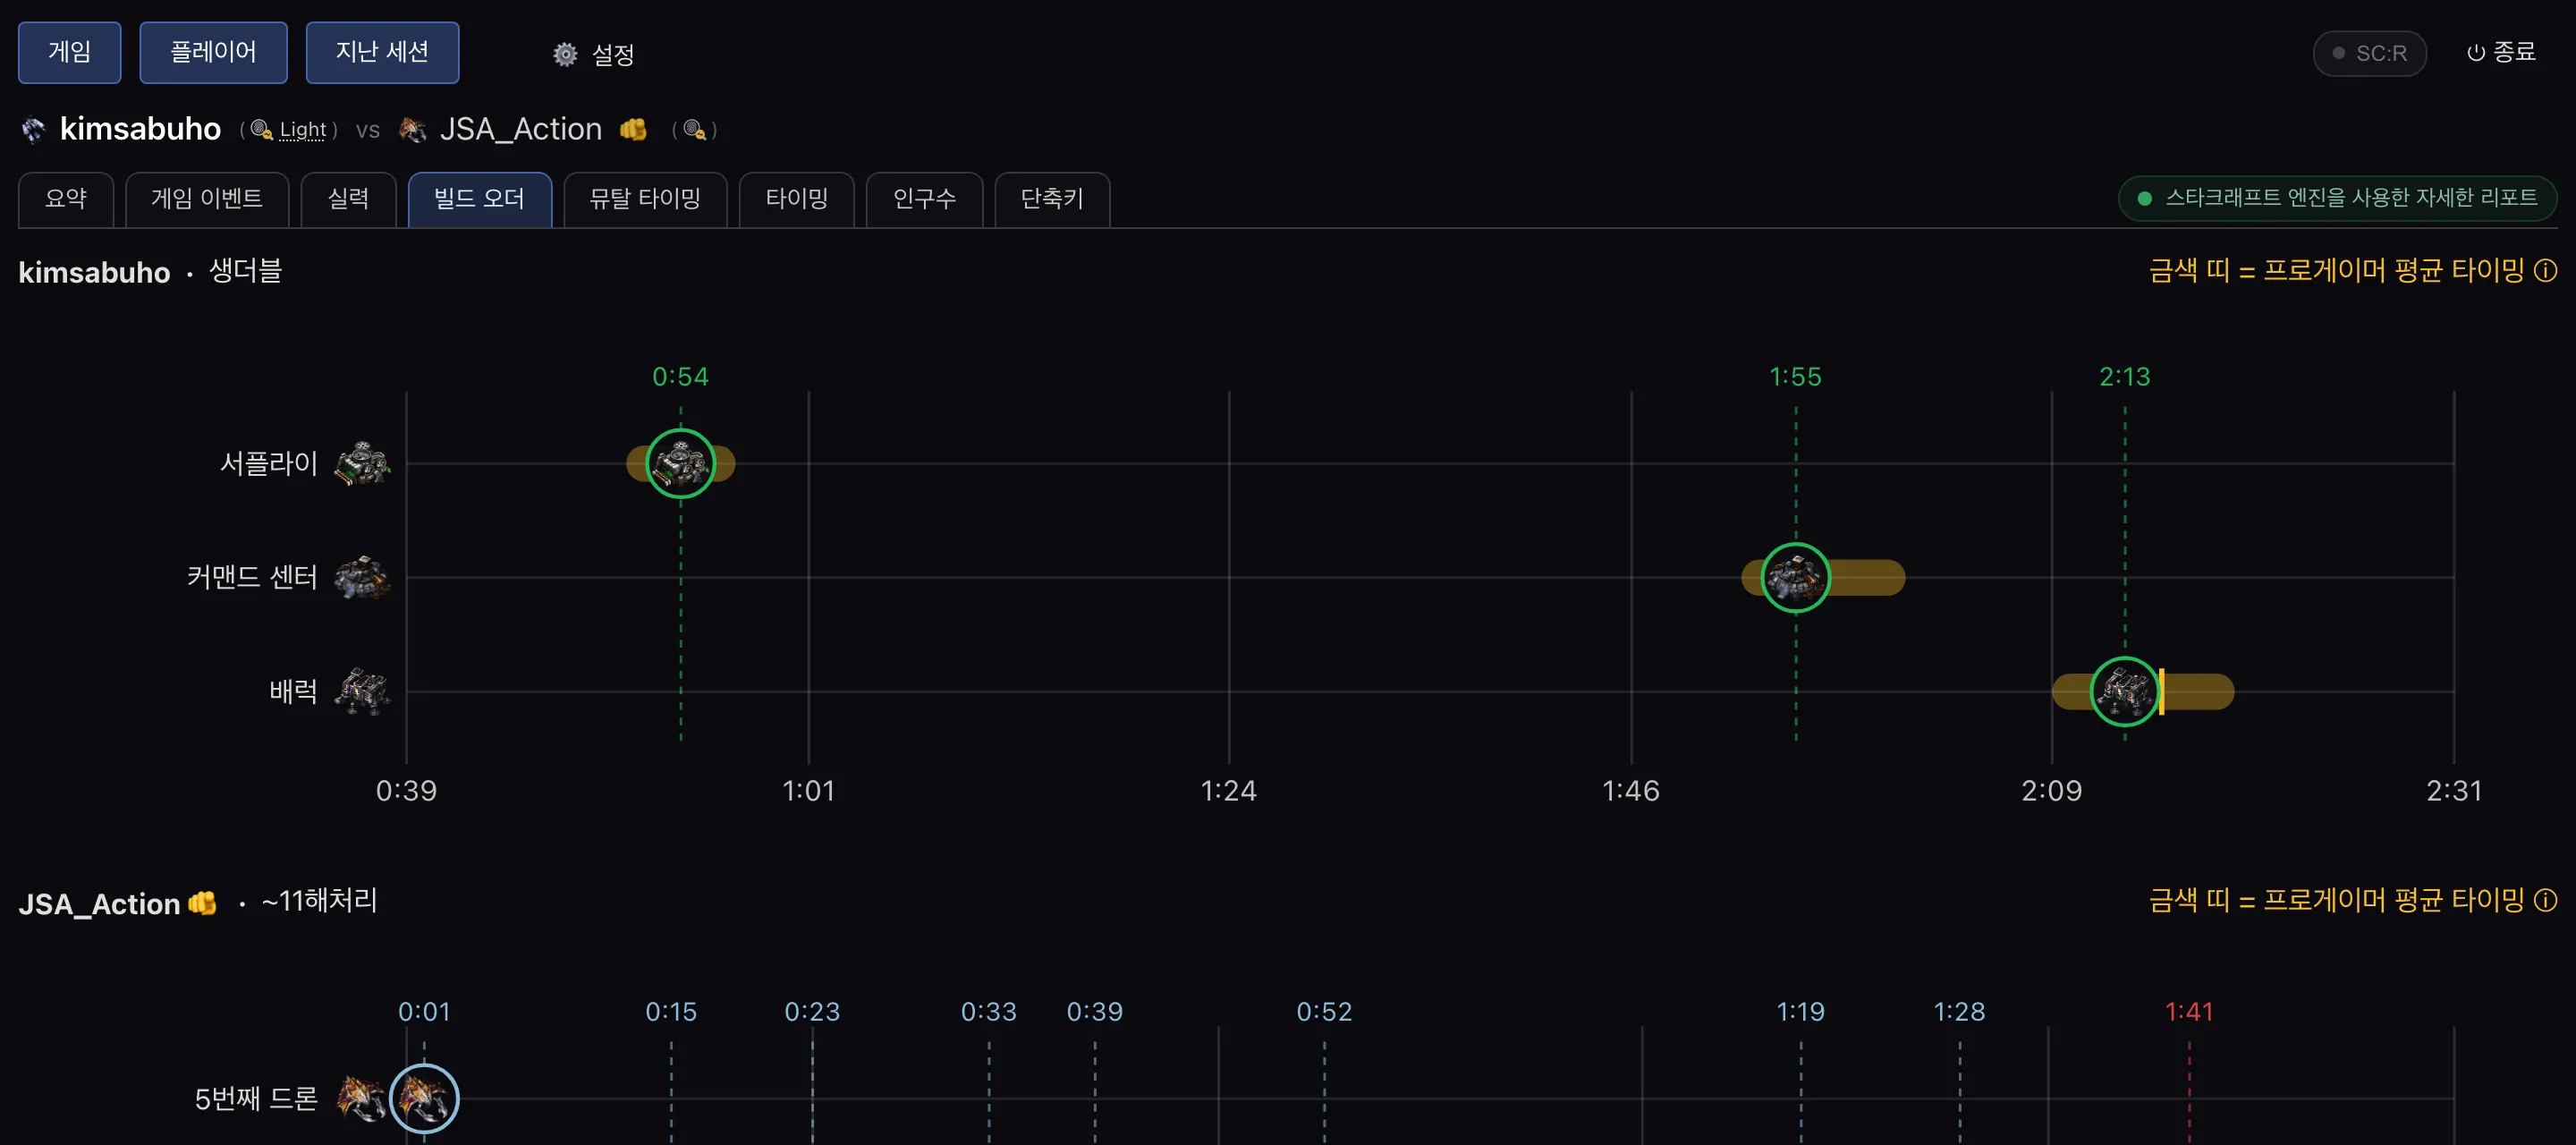 게임 플레이어 지난 세션 설정 SC:R 종료
kimsabuho ( Light ) vs JSA_Action ( )
요약 게임 이벤트 실력 빌드 오더 뮤탈 타이밍 타이밍 인구수 단축키 스타크래프트 엔진을 사용한 자세한 리포트
kimsabuho · 생더블 금색 띠 = 프로게이머 평균 타이밍 ⓘ
0:54 1:55 2:13
서플라이
커맨드 센터
배럭
0:39 1:01 1:24 1:46 2:09 2:31
JSA_Action · ~11해처리 금색 띠 = 프로게이머 평균 타이밍 ⓘ
0:01 0:15 0:23 0:33 0:39 0:52 1:19 1:28 1:41
5번째 드론